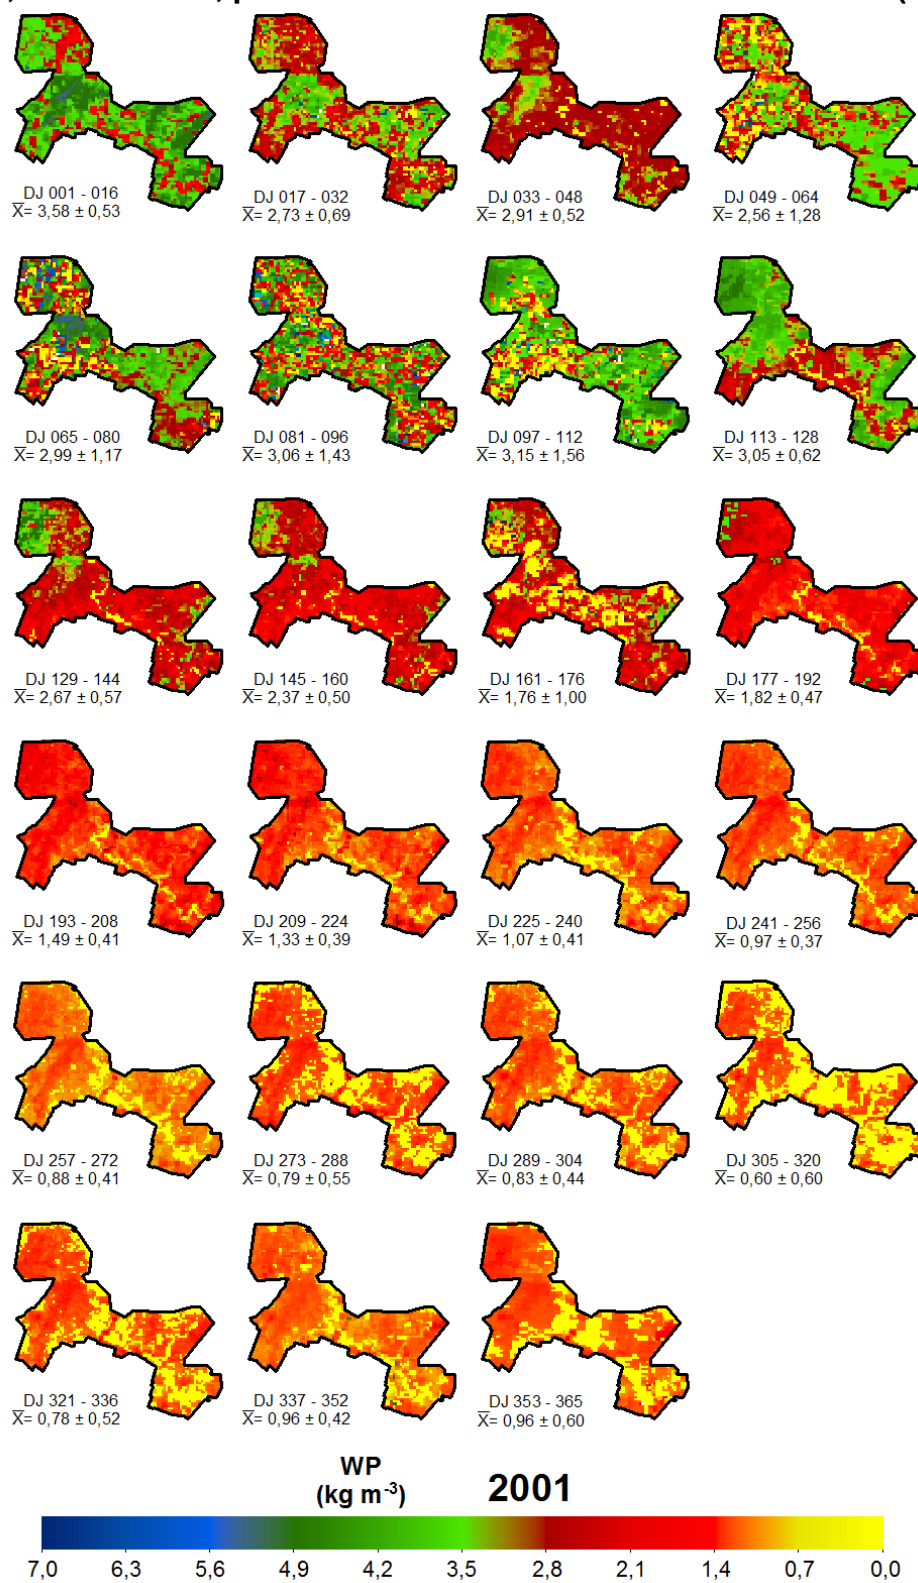 DJ 001 - 016
X̅= 3,58 ± 0,53
DJ 017 - 032
X̅= 2,73 ± 0,69
DJ 033 - 048
X̅= 2,91 ± 0,52
DJ 049 - 064
X̅= 2,56 ± 1,28
DJ 065 - 080
X̅= 2,99 ± 1,17
DJ 081 - 096
X̅= 3,06 ± 1,43
DJ 097 - 112
X̅= 3,15 ± 1,56
DJ 113 - 128
X̅= 3,05 ± 0,62
DJ 129 - 144
X̅= 2,67 ± 0,57
DJ 145 - 160
X̅= 2,37 ± 0,50
DJ 161 - 176
X̅= 1,76 ± 1,00
DJ 177 - 192
X̅= 1,82 ± 0,47
DJ 193 - 208
X̅= 1,49 ± 0,41
DJ 209 - 224
X̅= 1,33 ± 0,39
DJ 225 - 240
X̅= 1,07 ± 0,41
DJ 241 - 256
X̅= 0,97 ± 0,37
DJ 257 - 272
X̅= 0,88 ± 0,41
DJ 273 - 288
X̅= 0,79 ± 0,55
DJ 289 - 304
X̅= 0,83 ± 0,44
DJ 305 - 320
X̅= 0,60 ± 0,60
DJ 321 - 336
X̅= 0,78 ± 0,52
DJ 337 - 352
X̅= 0,96 ± 0,42
DJ 353 - 365
X̅= 0,96 ± 0,60
WP
(kg m⁻³)
2001
7,0 6,3 5,6 4,9 4,2 3,5 2,8 2,1 1,4 0,7 0,0